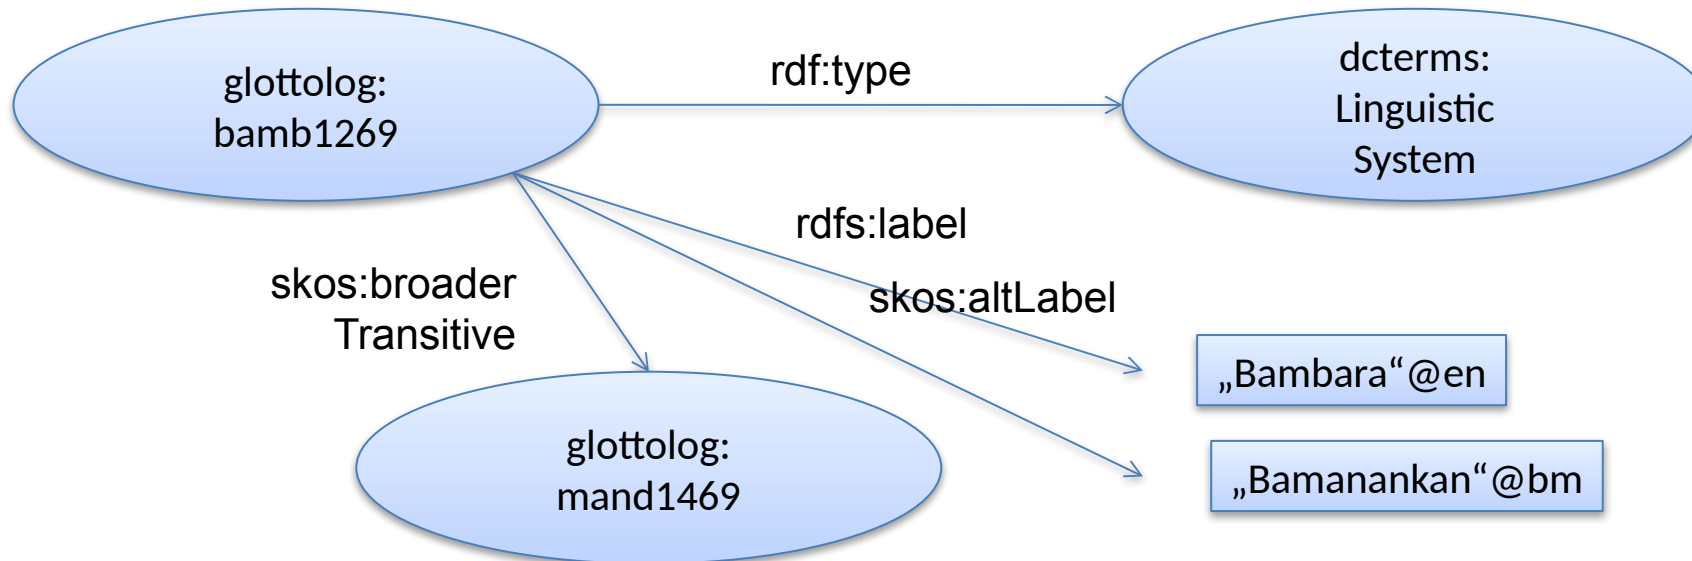 glottolog:
bamb1269
rdf:type
dcterms:
Linguistic
System
rdfs:label
skos:broader
Transitive
skos:altLabel
„Bambara“@en
glottolog:
mand1469
„Bamanankan“@bm